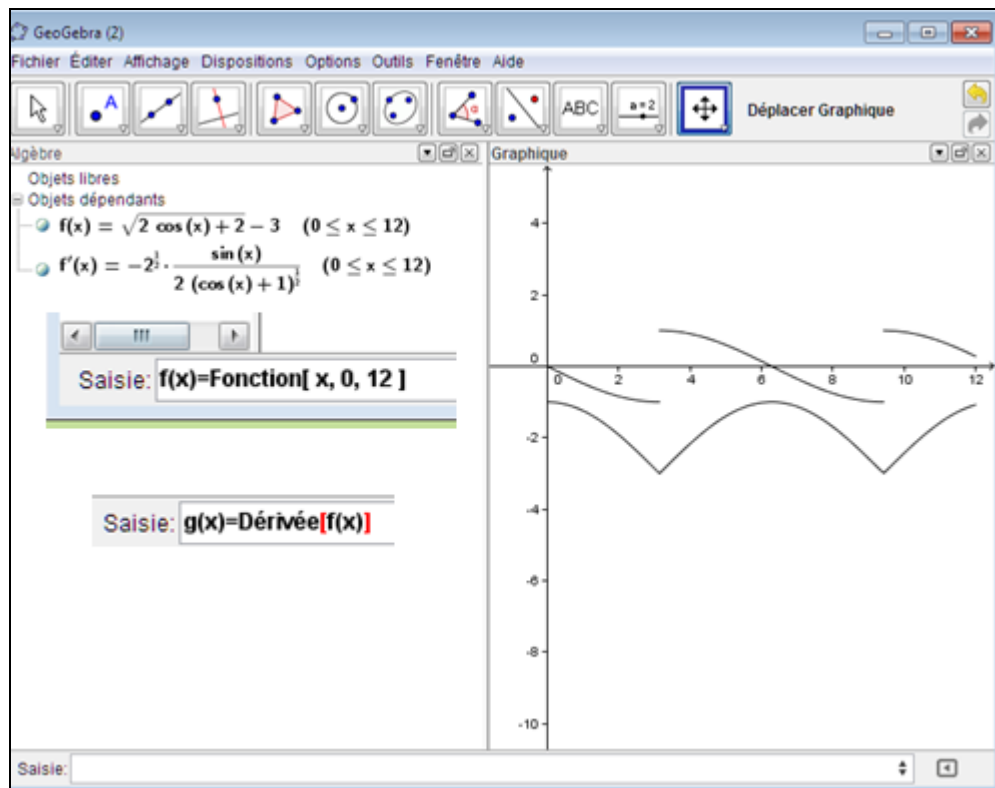 GeoGebra (2)
Fichier Éditer Affichage Dispositions Options Outils Fenêtre Aide
A α ABC a=2 Déplacer Graphique
lgèbre
Graphique
Objets libres
Objets dépendants
f(x) = √2 cos (x) + 2 − 3 (0 ≤ x ≤ 12)
f′(x) = −2^½ · sin (x) / 2 (cos (x) + 1)^½ (0 ≤ x ≤ 12)
Saisie: f(x)=Fonction[ x, 0, 12 ]
Saisie: g(x)=Dérivée[f(x)]
4
2
0
0 2 4 6 8 10 12
-2
-4
-6
-8
-10
Saisie: